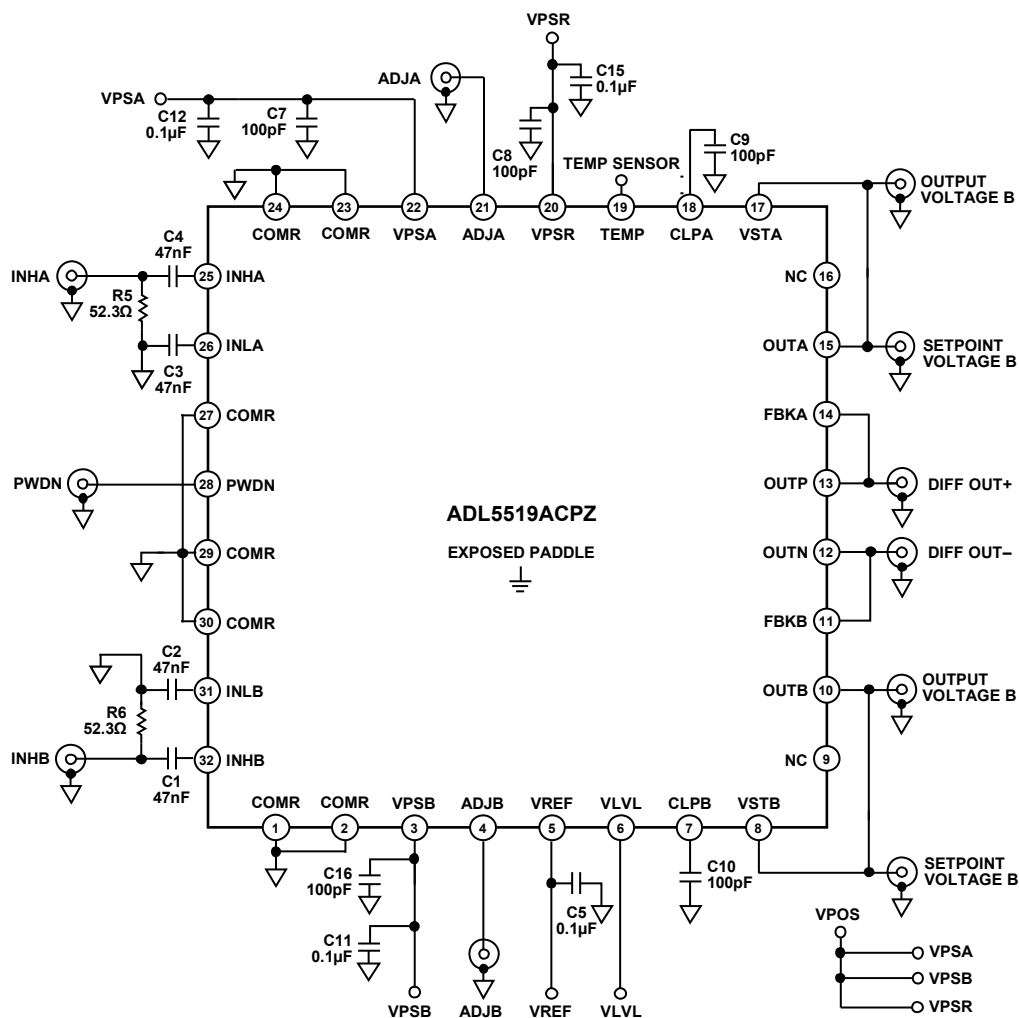 VPSR
ADJA
C15
0.1µF
VPSA
C12
0.1µF
C7
100pF
C8
100pF
TEMP SENSOR
C9
100pF
OUTPUT
VOLTAGE B
24 23 22 21 20 19 18 17
COMR COMR VPSA ADJA VPSR TEMP CLPA VSTA
C4
47nF
INHA
25 INHA
NC 16
R5
52.3Ω
26 INLA
C3
47nF
OUTA 15
SETPOINT
VOLTAGE B
27 COMR
FBKA 14
PWDN
28 PWDN
OUTP 13
DIFF OUT+
ADL5519ACPZ
EXPOSED PADDLE
29 COMR
OUTN 12
DIFF OUT–
30 COMR
FBKB 11
C2
47nF
31 INLB
OUTB 10
OUTPUT
VOLTAGE B
R6
52.3Ω
INHB
32 INHB
NC 9
C1
47nF
COMR COMR VPSB ADJB VREF VLVL CLPB VSTB
1 2 3 4 5 6 7 8
C16
100pF
C10
100pF
SETPOINT
VOLTAGE B
C5
0.1µF
C11
0.1µF
VPOS
VPSA
VPSB
VPSR
VPSB ADJB VREF VLVL